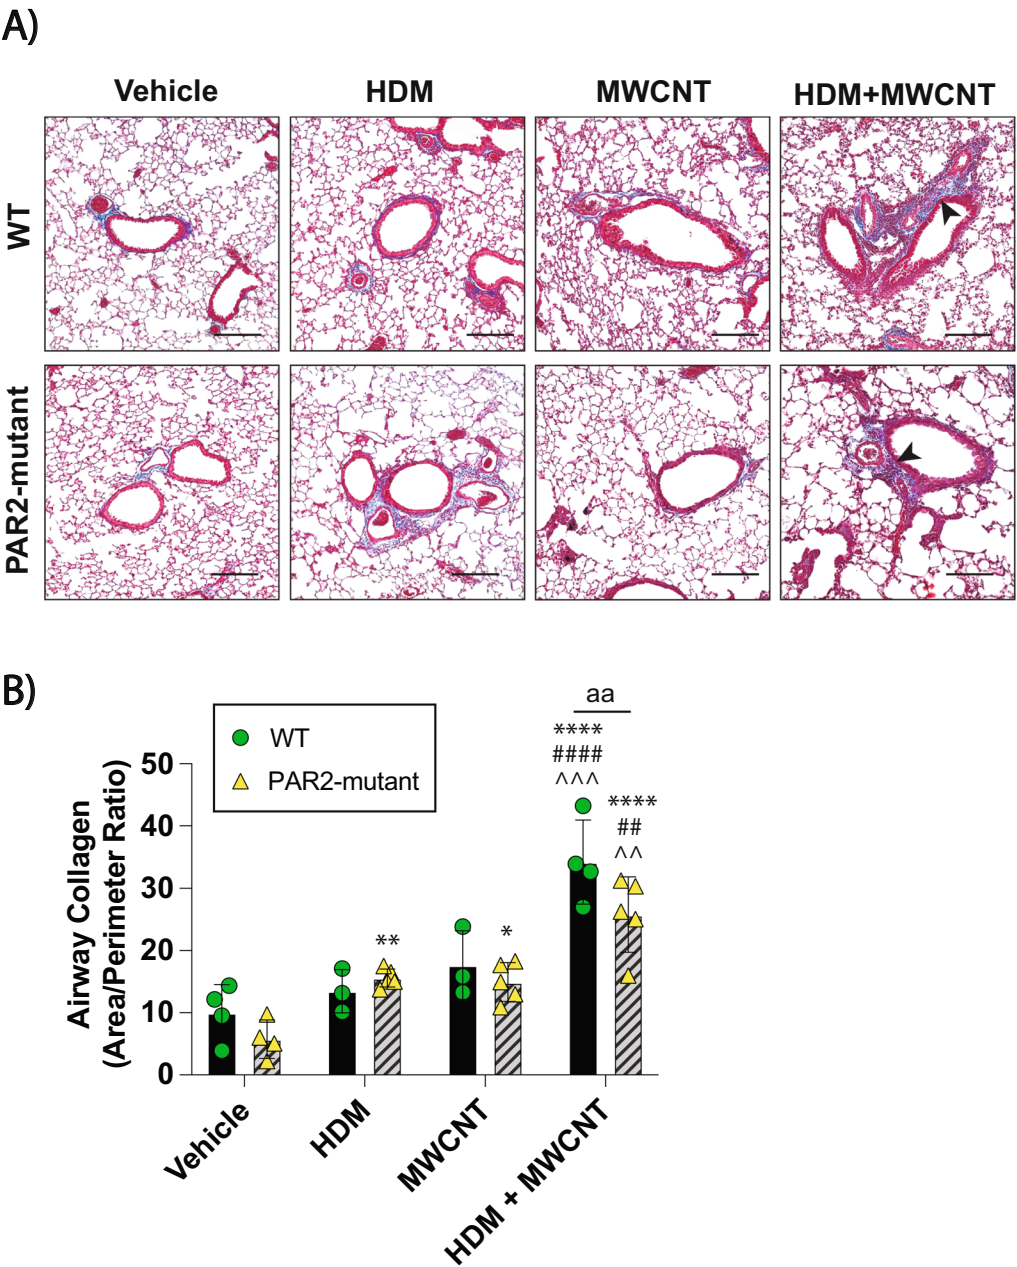 A)
Vehicle
HDM
MWCNT
HDM+MWCNT
WT
PAR2-mutant
B)
WT
PAR2-mutant
aa
****
####
^^^
****
##
^^
**
*
Airway Collagen
(Area/Perimeter Ratio)
50
40
30
20
10
0
Vehicle
HDM
MWCNT
HDM + MWCNT